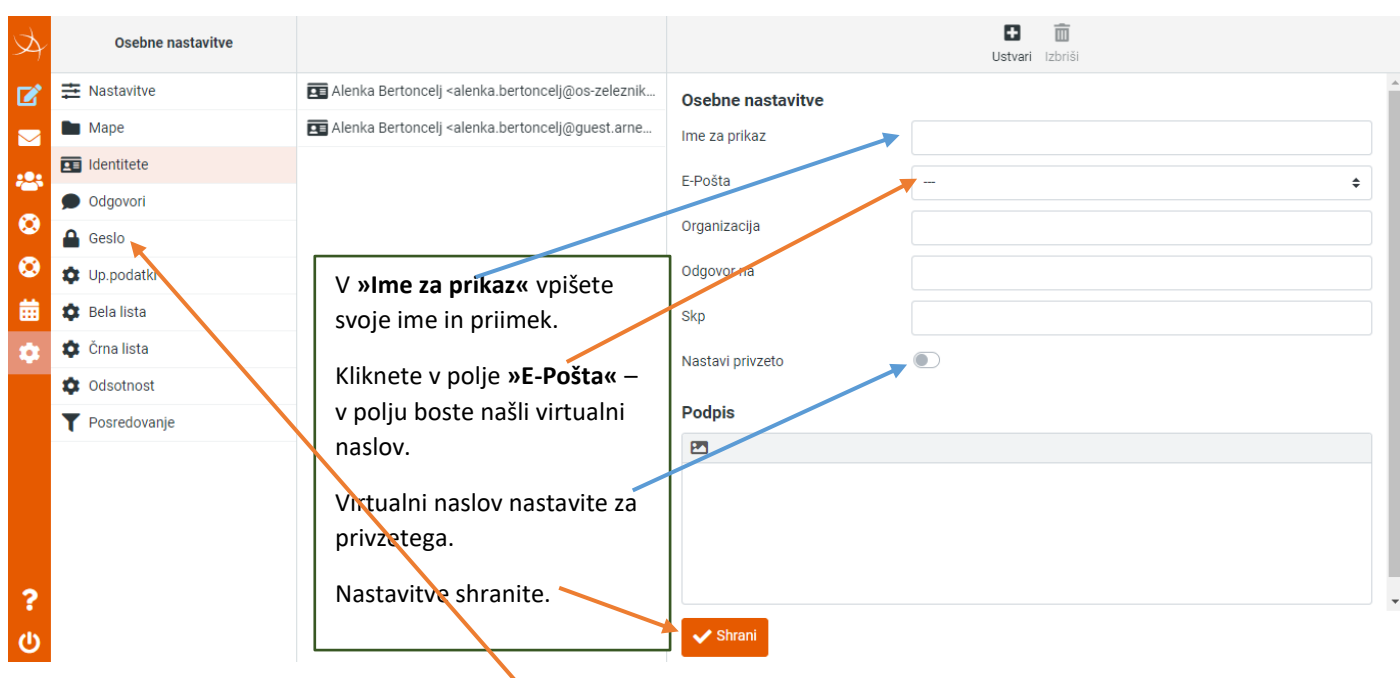 Osebne nastavitve
Ustvari
Izbriši
Nastavitve
Mape
Identitete
Odgovori
Geslo
Up.podatki
Bela lista
Črna lista
Odsotnost
Posredovanje
Alenka Bertoncelj <alenka.bertoncelj@os-zeleznik...
Alenka Bertoncelj <alenka.bertoncelj@guest.arne...
V »Ime za prikaz« vpišete
svoje ime in priimek.
Kliknete v polje »E-Pošta« –
v polju boste našli virtualni
naslov.
Virtualni naslov nastavite za
privzetega.
Nastavitve shranite.
Osebne nastavitve
Ime za prikaz
E-Pošta
---
Organizacija
Odgovor na
Skp
Nastavi privzeto
Podpis
Shrani